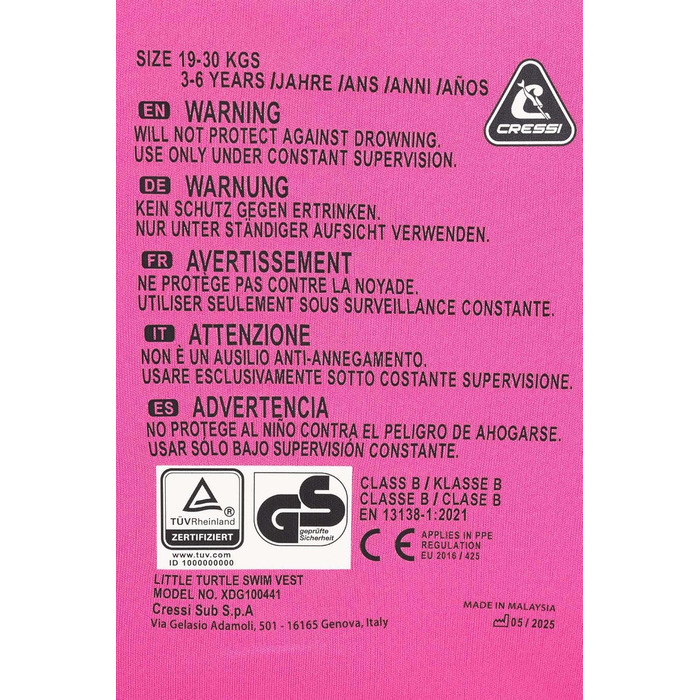 SIZE 19-30 KGS
3-6 YEARS /JAHRE /ANS /ANNI /AÑOS
CRESSI
EN WARNING
WILL NOT PROTECT AGAINST DROWNING.
USE ONLY UNDER CONSTANT SUPERVISION.
DE WARNUNG
KEIN SCHUTZ GEGEN ERTRINKEN.
NUR UNTER STÄNDIGER AUFSICHT VERWENDEN.
FR AVERTISSEMENT
NE PROTÈGE PAS CONTRE LA NOYADE.
UTILISER SEULEMENT SOUS SURVEILLANCE CONSTANTE.
IT ATTENZIONE
NON È UN AUSILIO ANTI-ANNEGAMENTO.
USARE ESCLUSIVAMENTE SOTTO COSTANTE SUPERVISIONE.
ES ADVERTENCIA
NO PROTEGE AL NIÑO CONTRA EL PELIGRO DE AHOGARSE.
USAR SÓLO BAJO SUPERVISIÓN CONSTANTE.
TÜVRheinland
ZERTIFIZIERT
www.tuv.com
ID 1000000000
GS
geprüfte
Sicherheit
CLASS B / KLASSE B
CLASSE B / CLASE B
EN 13138-1:2021
CE
APPLIES IN PPE
REGULATION
EU 2016 / 425
LITTLE TURTLE SWIM VEST
MODEL NO. XDG100441
Cressi Sub S.p.A
Via Gelasio Adamoli, 501 - 16165 Genova, Italy
MADE IN MALAYSIA
05 / 2025